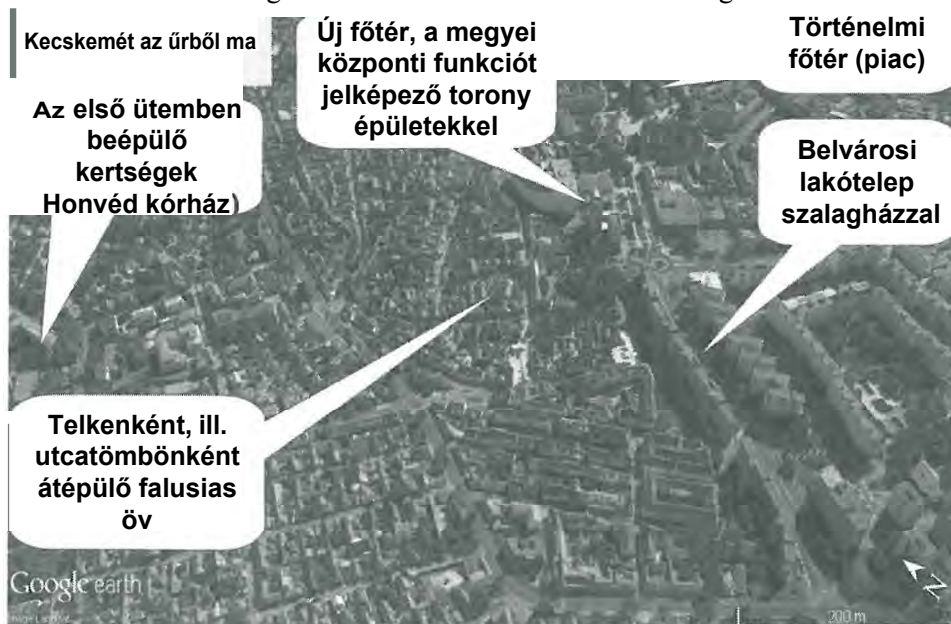 Kecskemét az űrből ma
Az első ütemben
beépülő
kertségek
Honvéd kórház)
Új főtér, a megyei
központi funkciót
jelképező torony
épületekkel
Történelmi
főtér (piac)
Belvárosi
lakótelep
szalagházzal
Telkenként, ill.
utcatömbönként
átépülő falusias
öv
Google earth
N
200 m